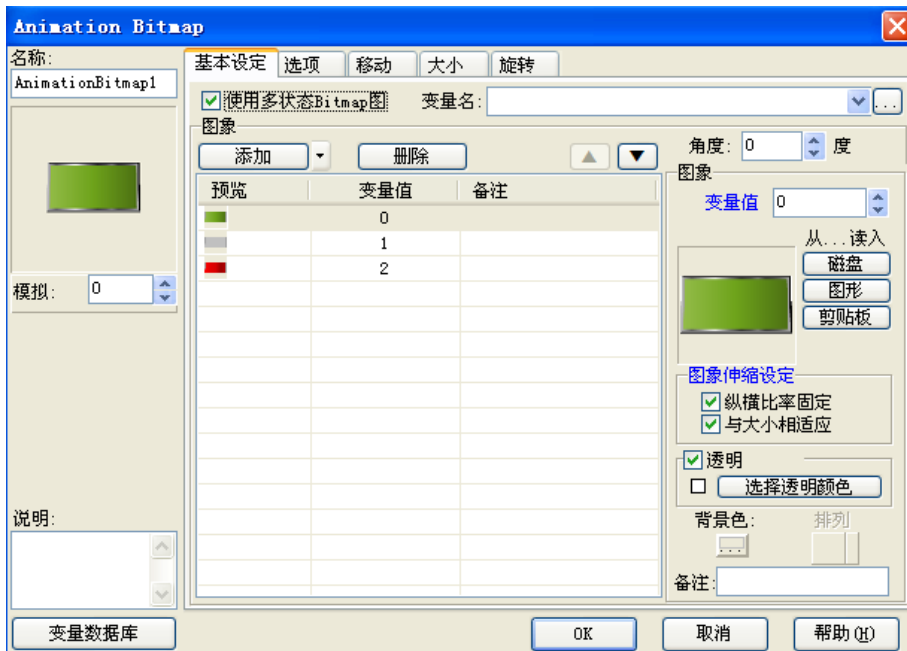 Animation Bitmap
名称:
AnimationBitmap1
模拟: 0
说明:
变量数据库
基本设定 选项 移动 大小 旋转
使用多状态Bitmap图 变量名: ...
图象
添加 删除
预览 变量值 备注
0
1
2
角度: 0 度
图象
变量值 0
从...读入
磁盘
图形
剪贴板
图象伸缩设定
纵横比率固定
与大小相适应
透明
选择透明颜色
背景色: 排列
...
备注:
OK 取消 帮助(H)